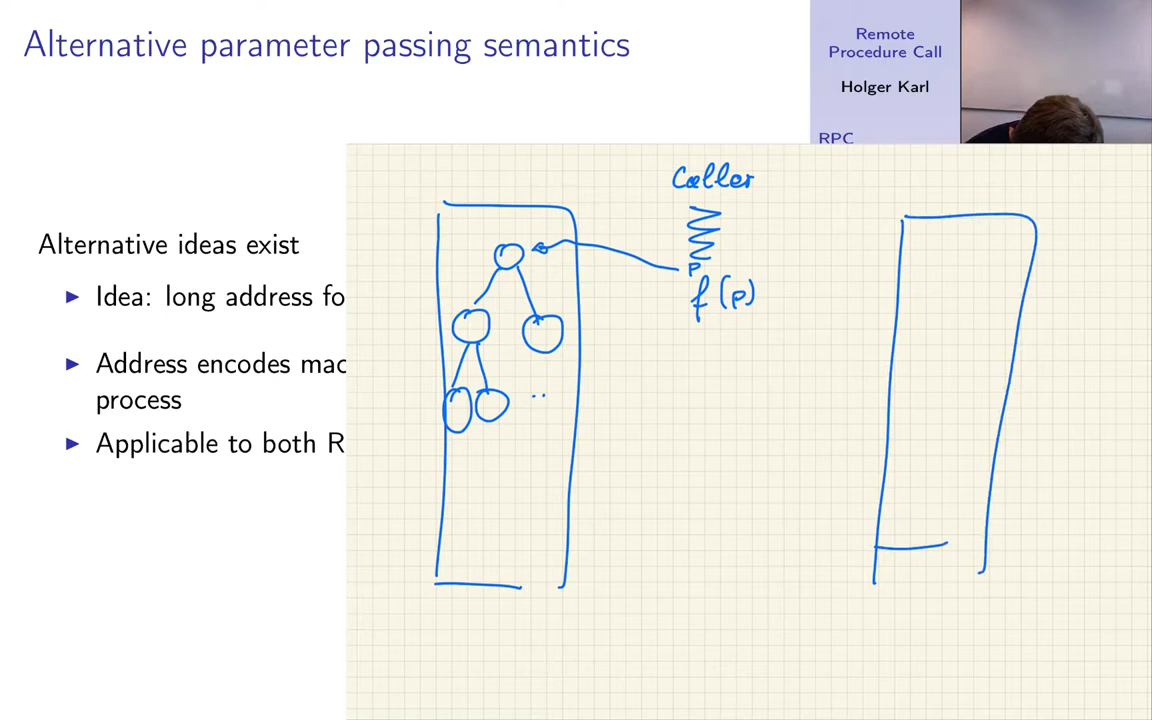 Alternative parameter passing semantics
Remote
Procedure Call
Holger Karl
RPC
Alternative ideas exist
Idea: long address fo
Address encodes mac
process
Applicable to both R
Caller
p
f(p)